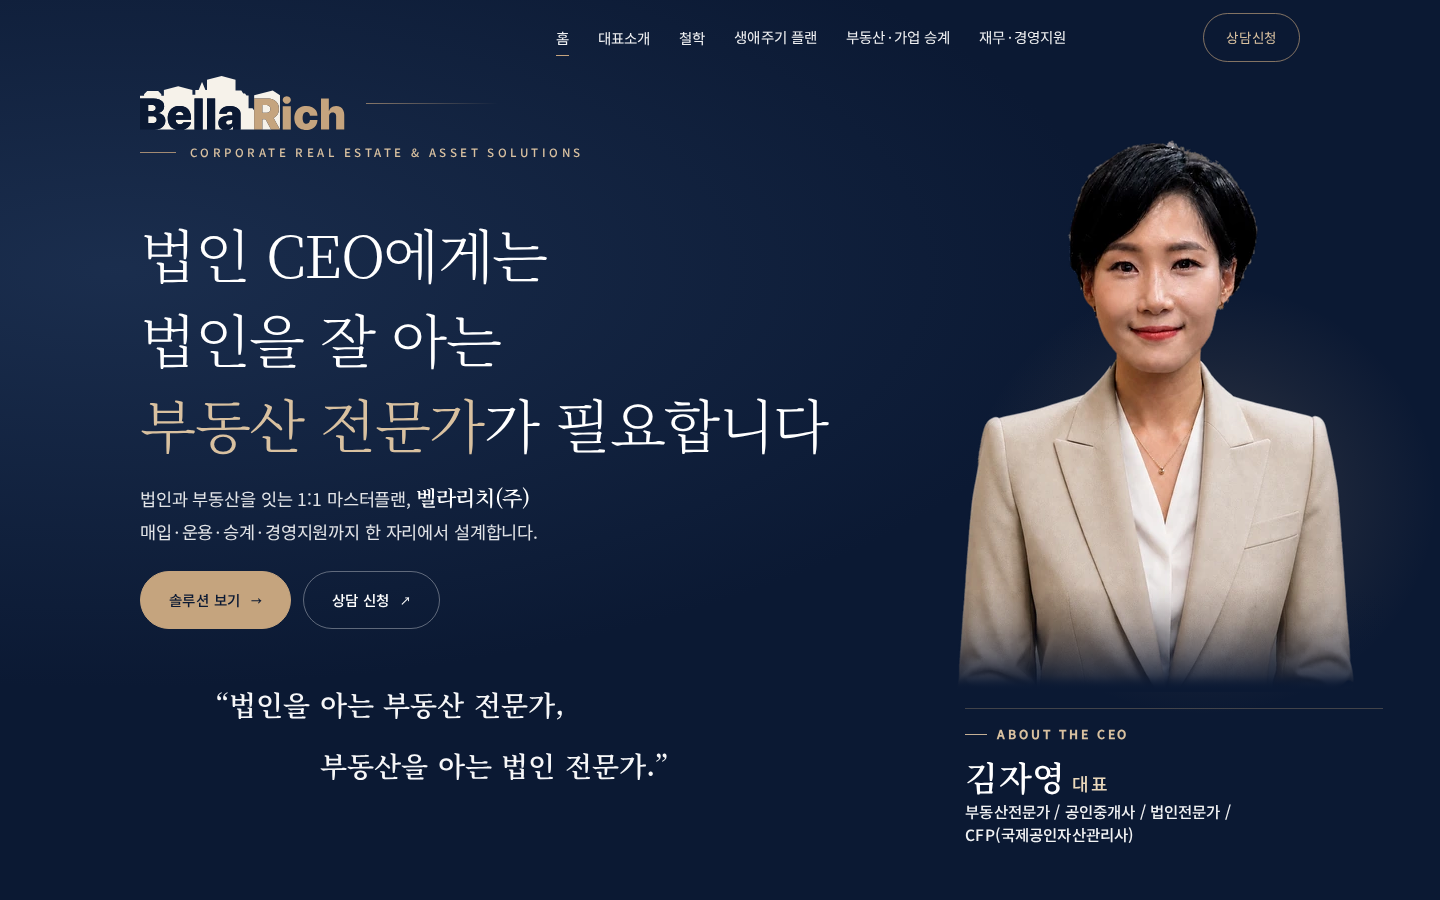 홈
대표소개
철학
생애주기 플랜
부동산·가업 승계
재무·경영지원
상담신청
Bella Rich
CORPORATE REAL ESTATE & ASSET SOLUTIONS
법인 CEO에게는
법인을 잘 아는
부동산 전문가가 필요합니다
법인과 부동산을 잇는 1:1 마스터플랜, 벨라리치(주)
매입·운용·승계·경영지원까지 한 자리에서 설계합니다.
솔루션 보기 →
상담 신청 ↗
“법인을 아는 부동산 전문가,
부동산을 아는 법인 전문가.”
ABOUT THE CEO
김자영 대표
부동산전문가 / 공인중개사 / 법인전문가 /
CFP(국제공인자산관리사)